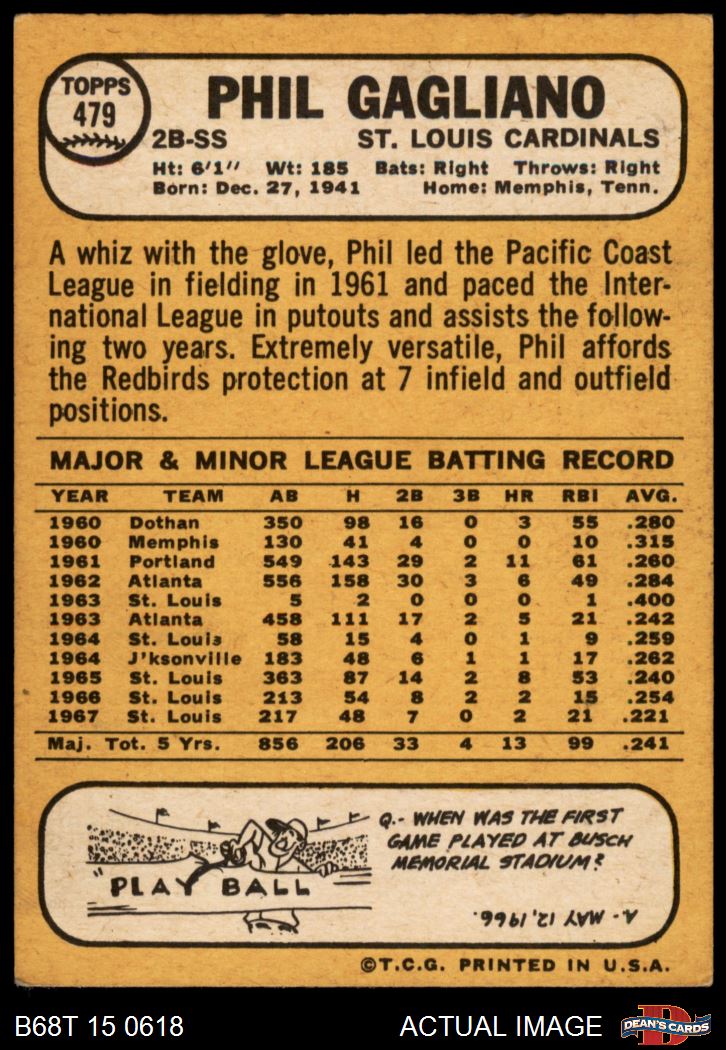 TOPPS
479
PHIL GAGLIANO
2B-SS ST. LOUIS CARDINALS
Ht: 6'1" Wt: 185 Bats: Right Throws: Right
Born: Dec. 27, 1941 Home: Memphis, Tenn.
A whiz with the glove, Phil led the Pacific Coast
League in fielding in 1961 and paced the Inter-
national League in putouts and assists the follow-
ing two years. Extremely versatile, Phil affords
the Redbirds protection at 7 infield and outfield
positions.
MAJOR & MINOR LEAGUE BATTING RECORD
YEAR TEAM AB H 2B 3B HR RBI AVG.
1960 Dothan 350 98 16 0 3 55 .280
1960 Memphis 130 41 4 0 0 10 .315
1961 Portland 549 143 29 2 11 61 .260
1962 Atlanta 556 158 30 3 6 49 .284
1963 St. Louis 5 2 0 0 0 1 .400
1963 Atlanta 458 111 17 2 5 21 .242
1964 St. Louis 58 15 4 0 1 9 .259
1964 J'ksonville 183 48 6 1 1 17 .262
1965 St. Louis 363 87 14 2 8 53 .240
1966 St. Louis 213 54 8 2 2 15 .254
1967 St. Louis 217 48 7 0 2 21 .221
Maj. Tot. 5 Yrs. 856 206 33 4 13 99 .241
"PLAY BALL
Q.- WHEN WAS THE FIRST
GAME PLAYED AT BUSCH
MEMORIAL STADIUM?
A- MAY 12, 1966.
©T.C.G. PRINTED IN U.S.A.
B68T 15 0618 ACTUAL IMAGE
D
DEAN'S CARDS